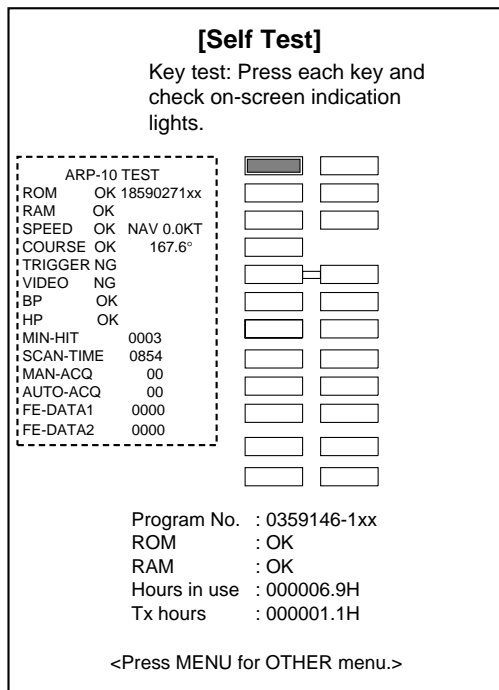 [Self Test]
Key test: Press each key and
check on-screen indication
lights.
ARP-10 TEST
ROM OK 18590271xx
RAM OK
SPEED OK NAV 0.0KT
COURSE OK 167.6°
TRIGGER NG
VIDEO NG
BP OK
HP OK
MIN-HIT 0003
SCAN-TIME 0854
MAN-ACQ 00
AUTO-ACQ 00
FE-DATA1 0000
FE-DATA2 0000
Program No. : 0359146-1xx
ROM : OK
RAM : OK
Hours in use : 000006.9H
Tx hours : 000001.1H
<Press MENU for OTHER menu.>